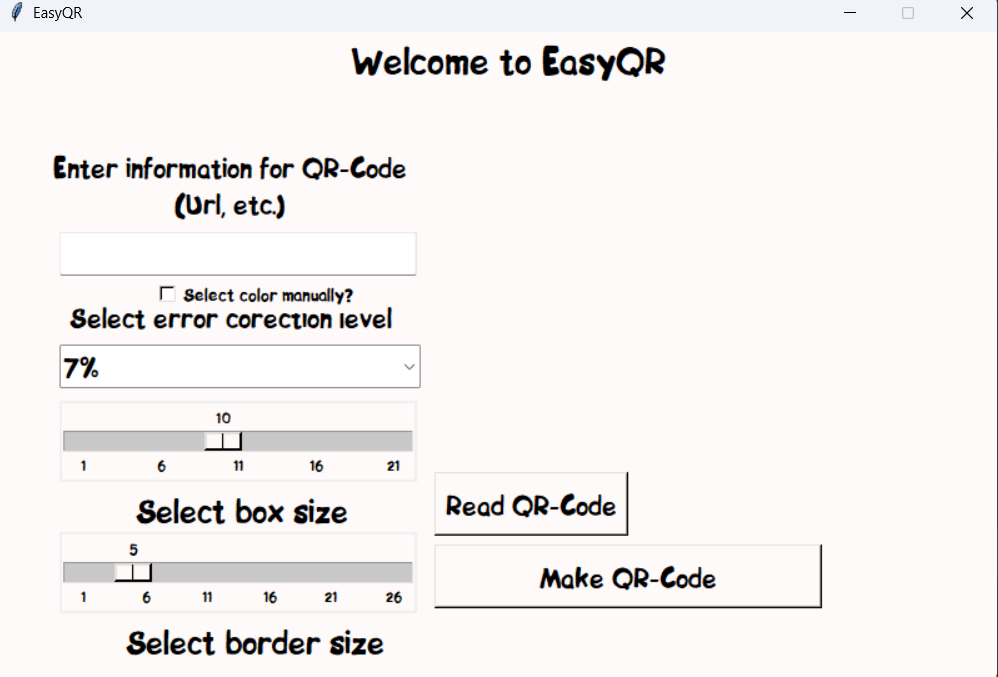 EasyQR
Welcome to EasyQR
Enter information for QR-Code
(Url, etc.)
Select color manually?
Select error corection level
7%
10
1 6 11 16 21
Select box size
5
1 6 11 16 21 26
Select border size
Read QR-Code
Make QR-Code